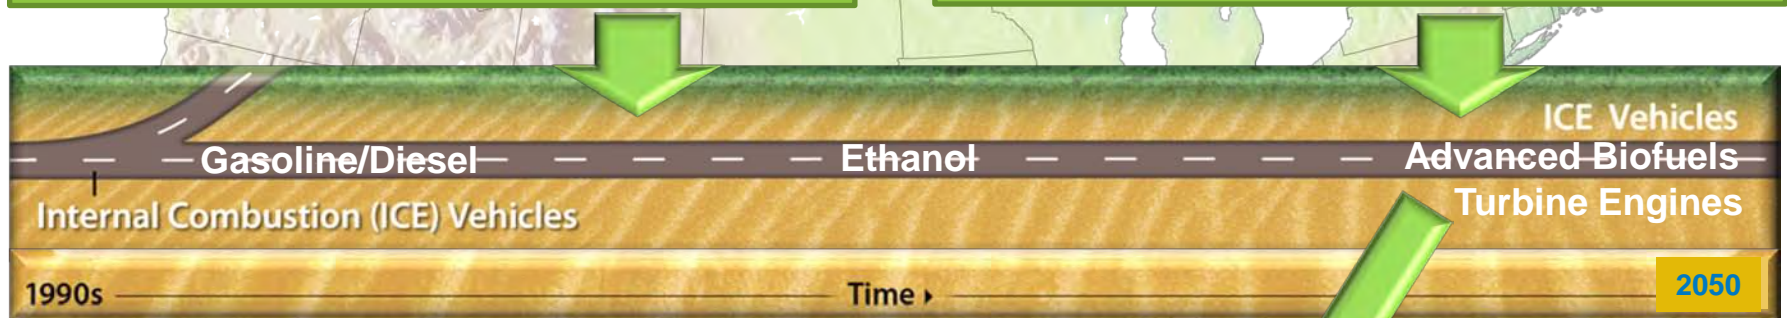 ICE Vehicles
Gasoline/Diesel Ethanol Advanced Biofuels
Turbine Engines
Internal Combustion (ICE) Vehicles
1990s Time 2050